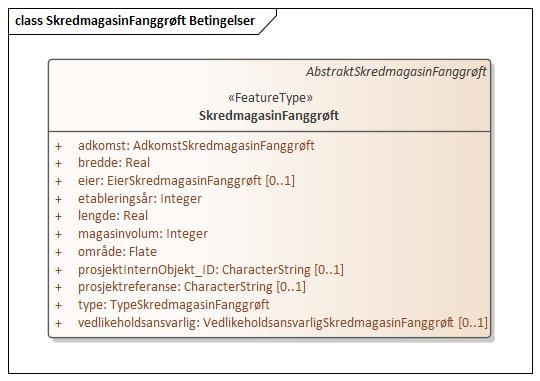 class SkredmagasinFanggrøft Betingelser
AbstraktSkredmagasinFanggrøft
«FeatureType»
SkredmagasinFanggrøft
+ adkomst: AdkomstSkredmagasinFanggrøft
+ bredde: Real
+ eier: EierSkredmagasinFanggrøft [0..1]
+ etableringsår: Integer
+ lengde: Real
+ magasinvolum: Integer
+ område: Flate
+ prosjektInternObjekt_ID: CharacterString [0..1]
+ prosjektreferanse: CharacterString [0..1]
+ type: TypeSkredmagasinFanggrøft
+ vedlikeholdsansvarlig: VedlikeholdsansvarligSkredmagasinFanggrøft [0..1]